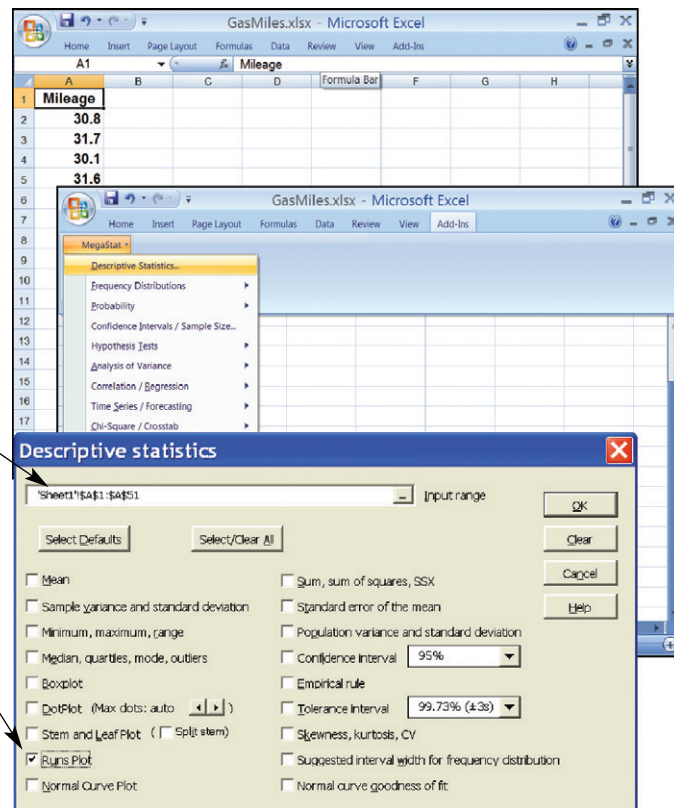 GasMiles.xlsx - Microsoft Excel
Home Insert Page Layout Formulas Data Review View Add-Ins
A1 fx Mileage
Formula Bar
A B C D F G H
1 Mileage
2 30.8
3 31.7
4 30.1
5 31.6
6
7
8
9
10
11
12
13
14
15
16
17
GasMiles.xlsx - Microsoft Excel
Home Insert Page Layout Formulas Data Review View Add-Ins
MegaStat
Descriptive Statistics...
Frequency Distributions
Probability
Confidence Intervals / Sample Size...
Hypothesis Tests
Analysis of Variance
Correlation / Regression
Time Series / Forecasting
Chi-Square / Crosstab
Descriptive statistics
'Sheet1'!$A$1:$A$51 Input range
OK
Select Defaults Select/Clear All
Clear
Cancel
Help
Mean
Sample variance and standard deviation
Minimum, maximum, range
Median, quartiles, mode, outliers
Boxplot
DotPlot (Max dots: auto )
Stem and Leaf Plot ( Split stem)
Runs Plot
Normal Curve Plot
Sum, sum of squares, SSX
Standard error of the mean
Population variance and standard deviation
Confidence interval 95%
Empirical rule
Tolerance interval 99.73% (±3s)
Skewness, kurtosis, CV
Suggested interval width for frequency distribution
Normal curve goodness of fit